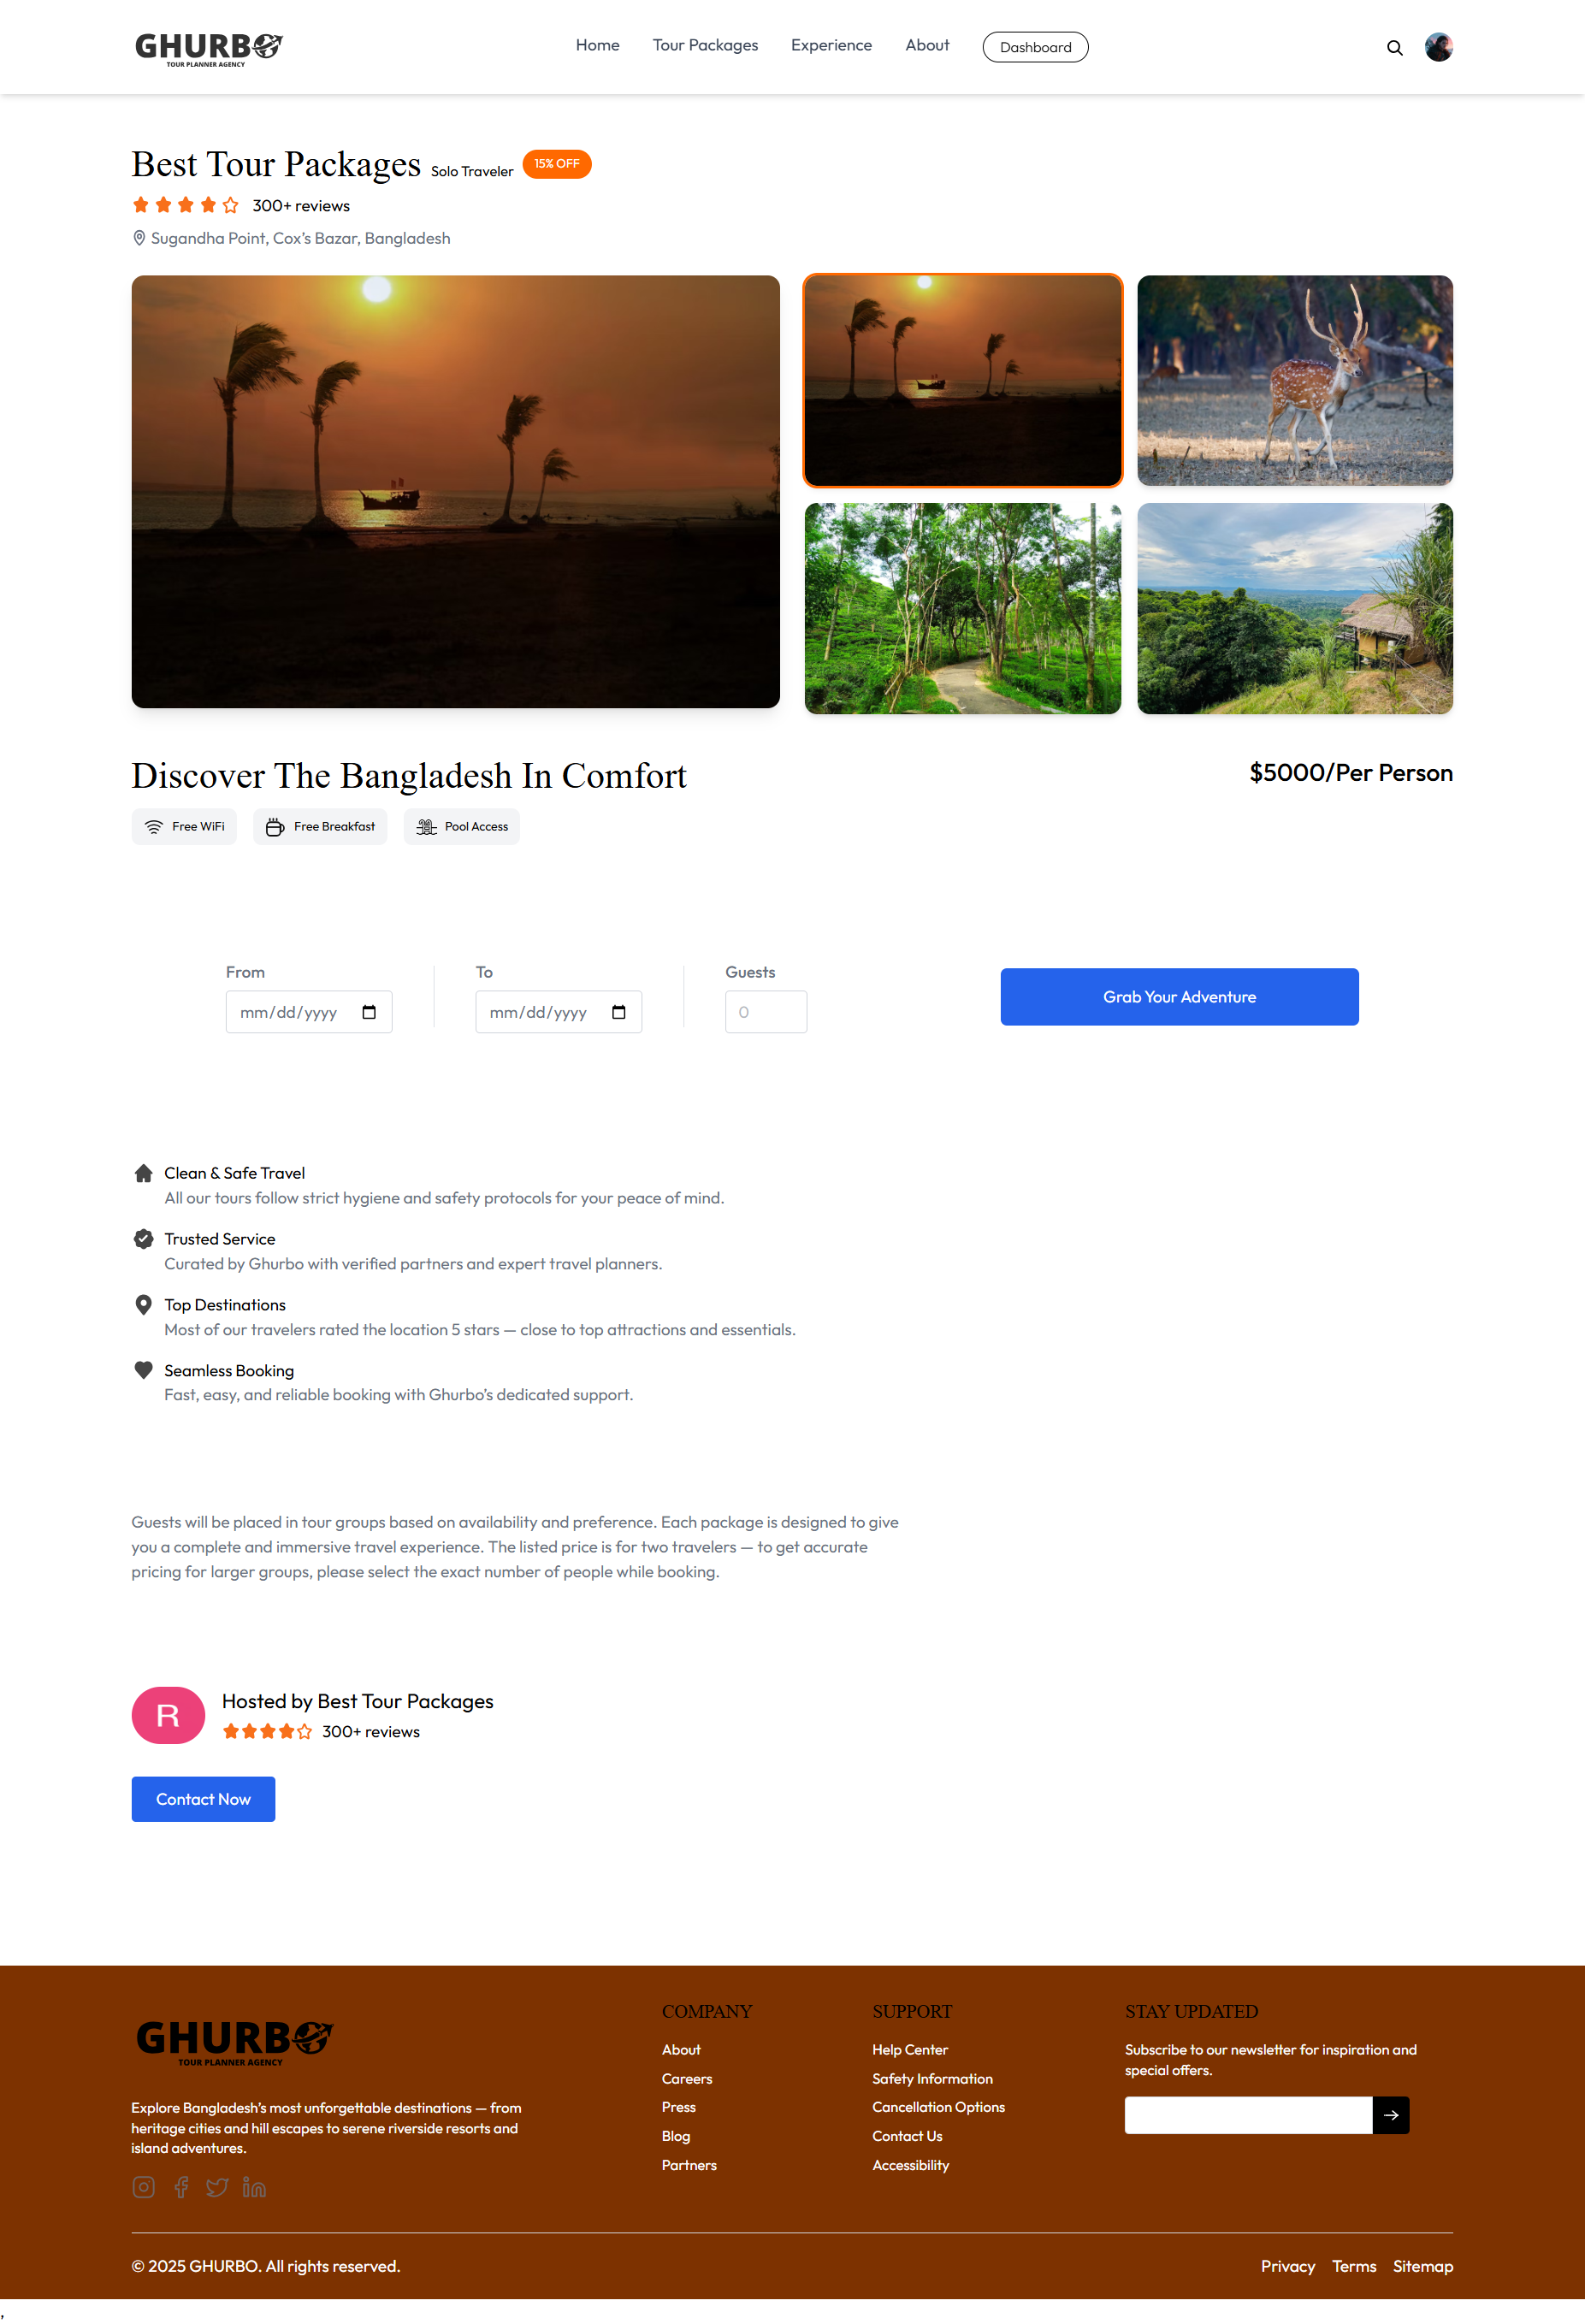 GHURBO
TOUR PLANNER AGENCY
Home
Tour Packages
Experience
About
Dashboard
Best Tour Packages Solo Traveler 15% OFF
300+ reviews
Sugandha Point, Cox’s Bazar, Bangladesh
Discover The Bangladesh In Comfort
$5000/Per Person
Free WiFi
Free Breakfast
Pool Access
From
To
Guests
mm/dd/yyyy
mm/dd/yyyy
0
Grab Your Adventure
Clean & Safe Travel
All our tours follow strict hygiene and safety protocols for your peace of mind.
Trusted Service
Curated by Ghurbo with verified partners and expert travel planners.
Top Destinations
Most of our travelers rated the location 5 stars — close to top attractions and essentials.
Seamless Booking
Fast, easy, and reliable booking with Ghurbo’s dedicated support.
Guests will be placed in tour groups based on availability and preference. Each package is designed to give
you a complete and immersive travel experience. The listed price is for two travelers — to get accurate
pricing for larger groups, please select the exact number of people while booking.
R
Hosted by Best Tour Packages
300+ reviews
Contact Now
GHURBO
TOUR PLANNER AGENCY
Explore Bangladesh’s most unforgettable destinations — from
heritage cities and hill escapes to serene riverside resorts and
island adventures.
COMPANY
About
Careers
Press
Blog
Partners
SUPPORT
Help Center
Safety Information
Cancellation Options
Contact Us
Accessibility
STAY UPDATED
Subscribe to our newsletter for inspiration and
special offers.
© 2025 GHURBO. All rights reserved.
Privacy
Terms
Sitemap
,